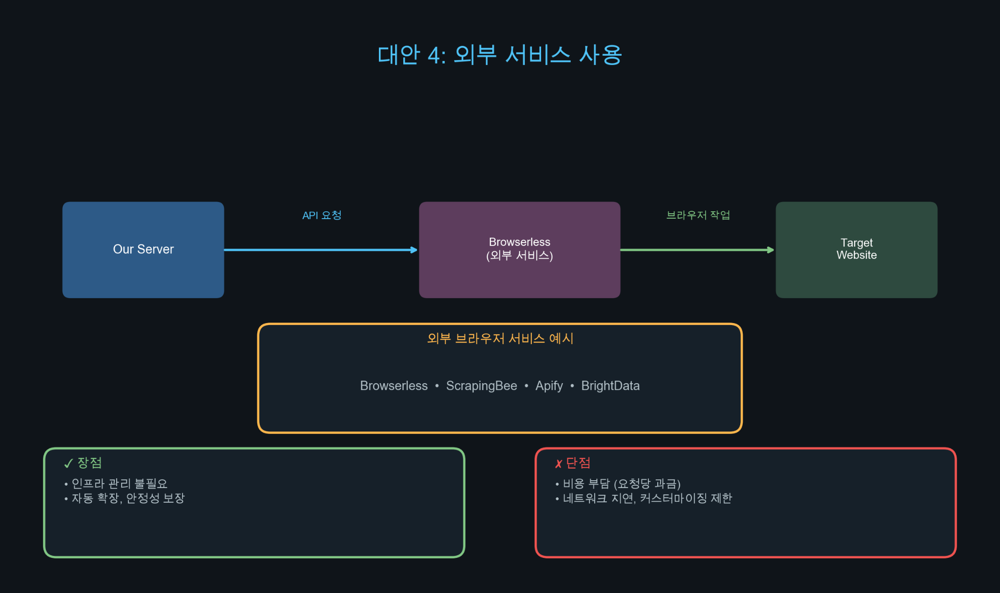 대안 4: 외부 서비스 사용
Our Server
API 요청
Browserless
(외부 서비스)
브라우저 작업
Target
Website
외부 브라우저 서비스 예시
Browserless • ScrapingBee • Apify • BrightData
✓ 장점
• 인프라 관리 불필요
• 자동 확장, 안정성 보장
✗ 단점
• 비용 부담 (요청당 과금)
• 네트워크 지연, 커스터마이징 제한